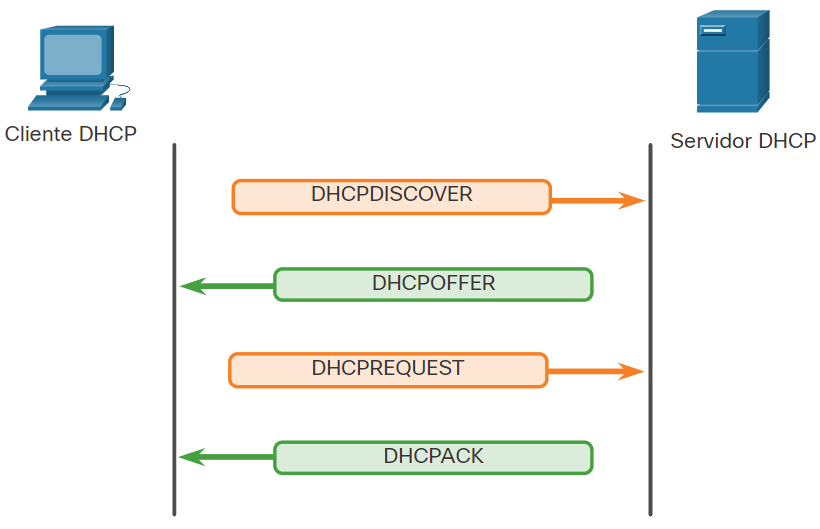 Cliente DHCP
Servidor DHCP
DHCPDISCOVER
DHCPOFFER
DHCPREQUEST
DHCPACK